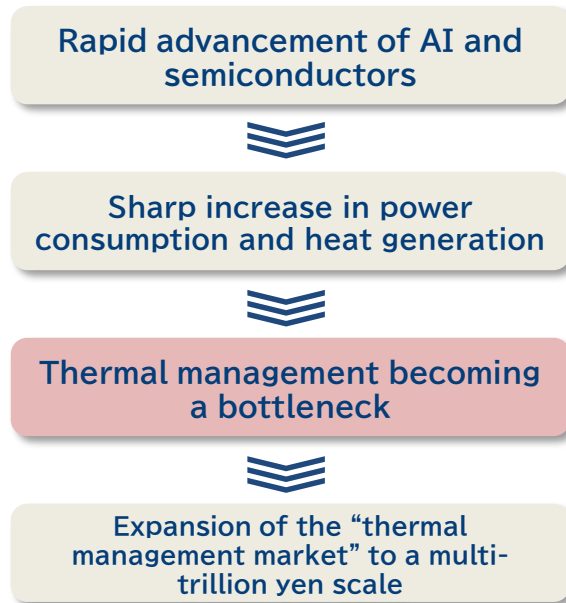 Rapid advancement of AI and
semiconductors
Sharp increase in power
consumption and heat generation
Thermal management becoming
a bottleneck
Expansion of the “thermal
management market” to a multi-
trillion yen scale